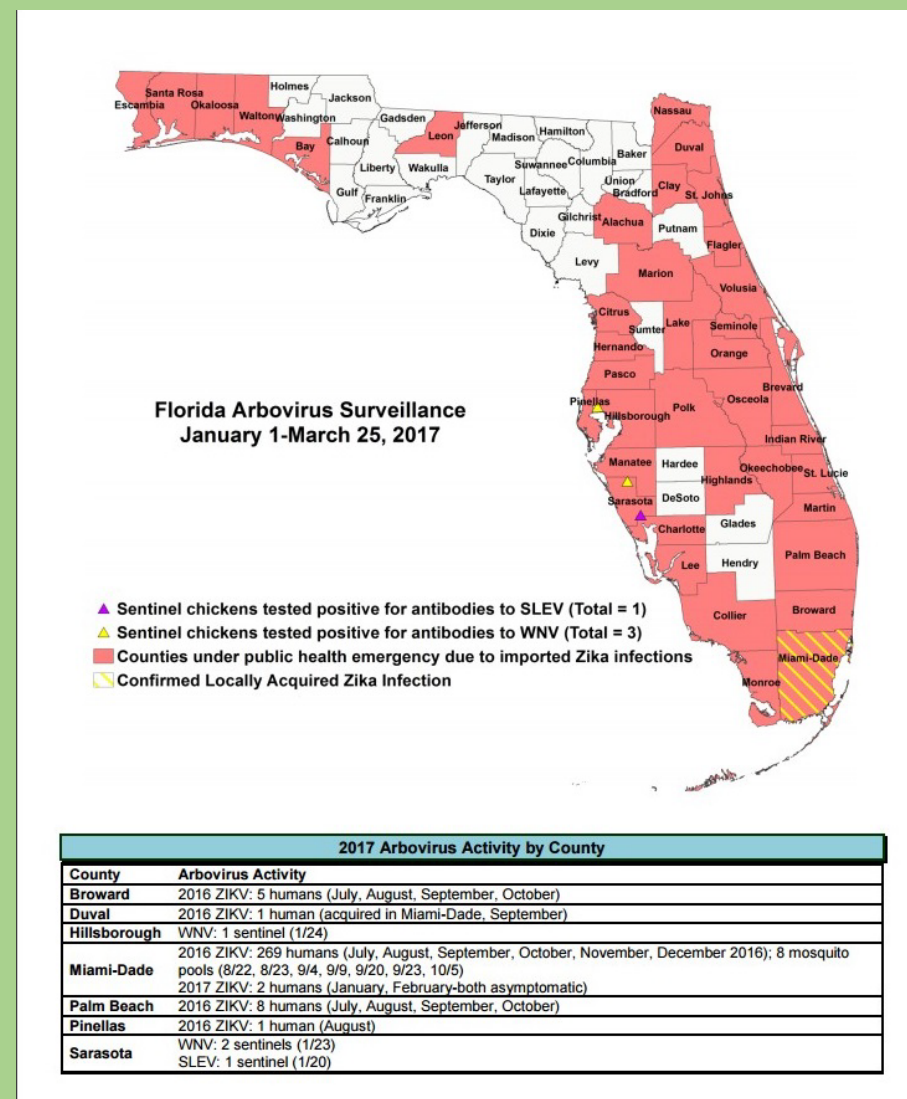 Holmes
Jackson
Santa Rosa
Escambia
Okaloosa
Walton
Washington
Gadsden
Jefferson
Leon
Madison
Hamilton
Bay
Calhoun
Liberty
Wakulla
Taylor
Suwannee
Columbia
Baker
Nassau
Duval
Gulf
Franklin
Lafayette
Union
Bradford
Clay
St. Johns
Gilchrist
Alachua
Putnam
Dixie
Flagler
Levy
Marion
Volusia
Citrus
Sumter
Lake
Seminole
Hernando
Orange
Pasco
Brevard
Pinellas
Hillsborough
Polk
Osceola
Indian River
Florida Arbovirus Surveillance
January 1-March 25, 2017
Manatee
Hardee
Highlands
Okeechobee
St. Lucie
Sarasota
DeSoto
Martin
Charlotte
Glades
Lee
Hendry
Palm Beach
Collier
Broward
Monroe
Miami-Dade
Sentinel chickens tested positive for antibodies to SLEV (Total = 1)
Sentinel chickens tested positive for antibodies to WNV (Total = 3)
Counties under public health emergency due to imported Zika infections
Confirmed Locally Acquired Zika Infection
2017 Arbovirus Activity by County
County Arbovirus Activity
Broward 2016 ZIKV: 5 humans (July, August, September, October)
Duval 2016 ZIKV: 1 human (acquired in Miami-Dade, September)
Hillsborough WNV: 1 sentinel (1/24)
Miami-Dade 2016 ZIKV: 269 humans (July, August, September, October, November, December 2016); 8 mosquito
pools (8/22, 8/23, 9/4, 9/9, 9/20, 9/23, 10/5)
2017 ZIKV: 2 humans (January, February-both asymptomatic)
Palm Beach 2016 ZIKV: 8 humans (July, August, September, October)
Pinellas 2016 ZIKV: 1 human (August)
Sarasota WNV: 2 sentinels (1/23)
SLEV: 1 sentinel (1/20)